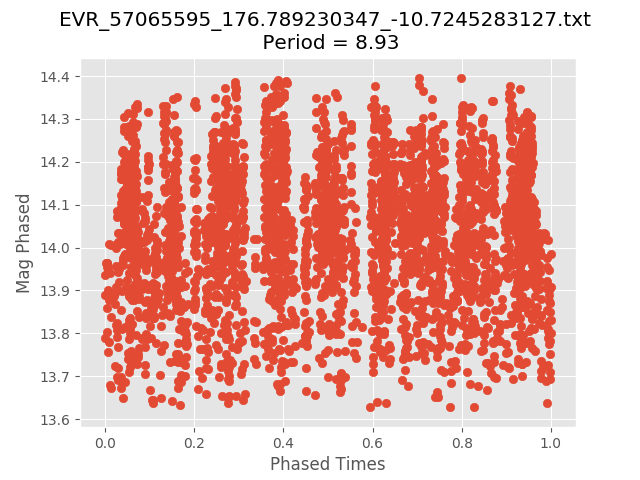 EVR_57065595_176.789230347_-10.7245283127.txt
Period = 8.93
14.4
14.3
14.2
14.1
14.0
13.9
13.8
13.7
13.6
Mag Phased
0.0 0.2 0.4 0.6 0.8 1.0
Phased Times